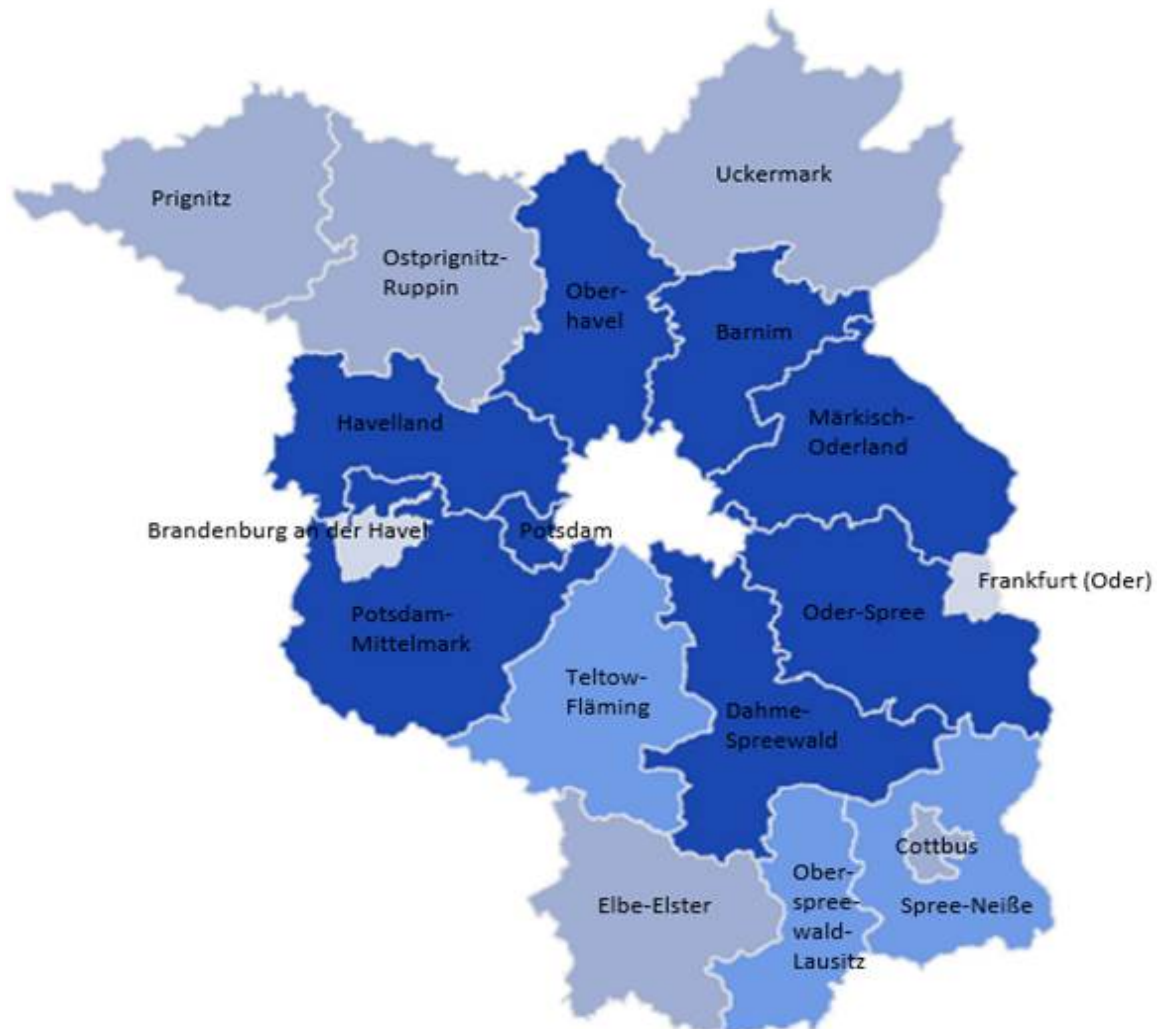 Uckermark
Prignitz
Ostprignitz-
Ruppin
Ober-
havel
Barnim
Havelland
Märkisch-
Oderland
Brandenburg an der Havel
Potsdam
Frankfurt (Oder)
Potsdam-
Mittelmark
Oder-Spree
Teltow-
Fläming
Dahme-
Spreewald
Cottbus
Elbe-Elster
Ober-
spree-
wald-
Lausitz
Spree-Neiße